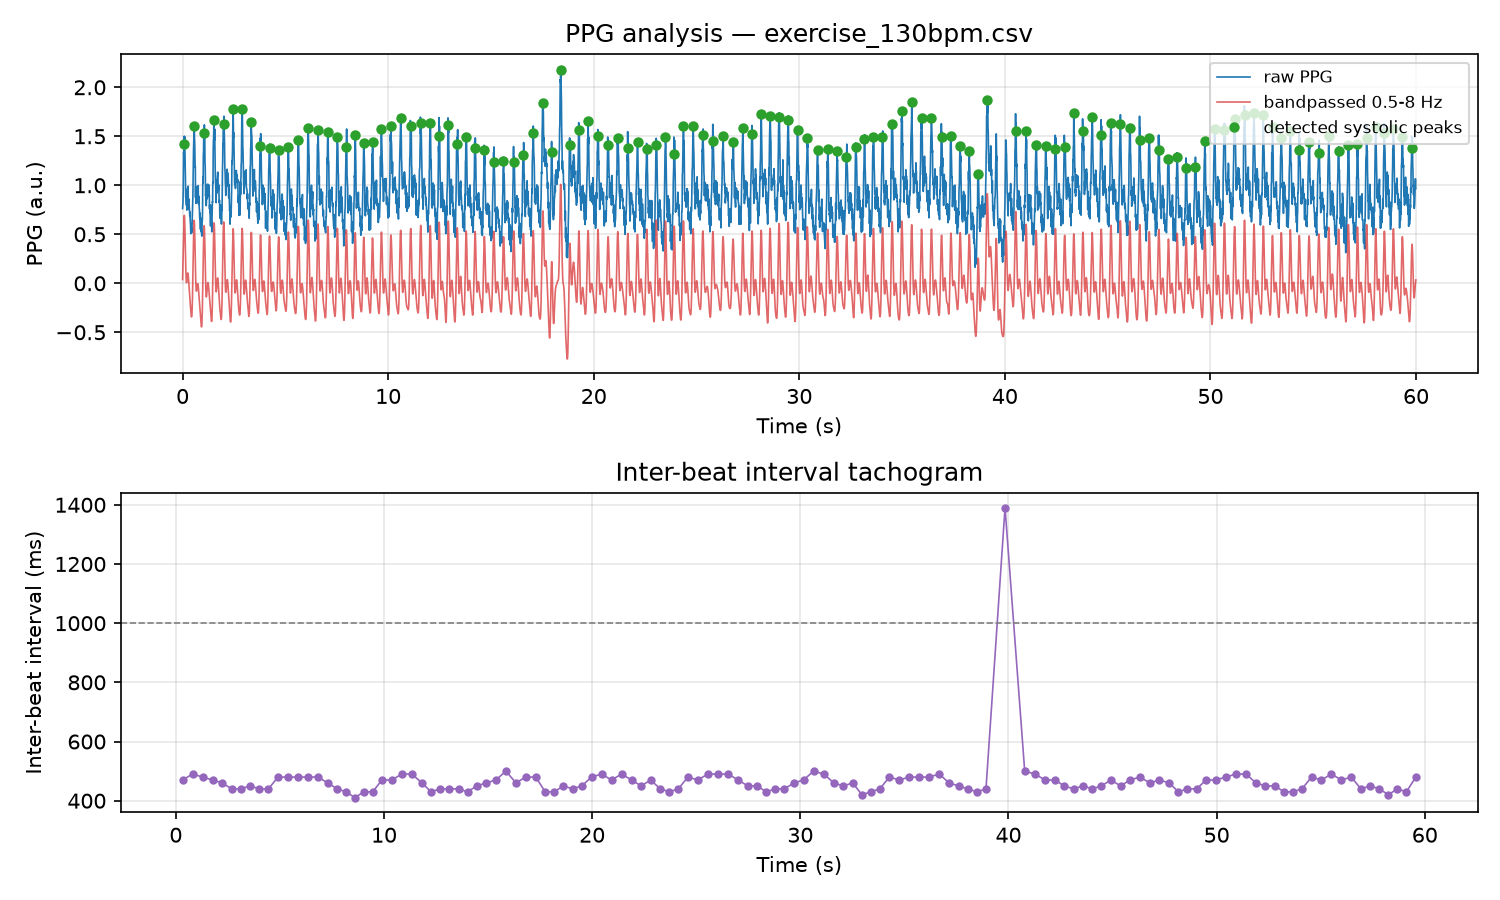 PPG analysis — exercise_130bpm.csv
PPG (a.u.)
2.0
1.5
1.0
0.5
0.0
−0.5
raw PPG
bandpassed 0.5-8 Hz
detected systolic peaks
0 10 20 30 40 50 60
Time (s)
Inter-beat interval tachogram
Inter-beat interval (ms)
1400
1200
1000
800
600
400
0 10 20 30 40 50 60
Time (s)